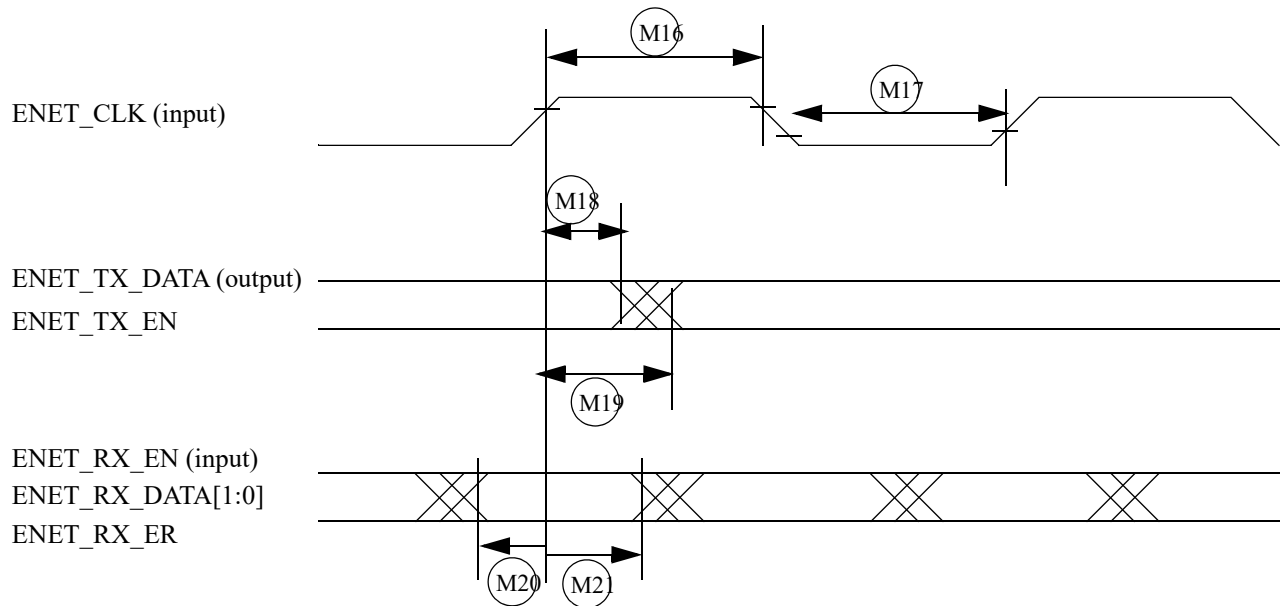 M16
M17
ENET_CLK (input)
M18
ENET_TX_DATA (output)
ENET_TX_EN
M19
ENET_RX_EN (input)
ENET_RX_DATA[1:0]
ENET_RX_ER
M20
M21